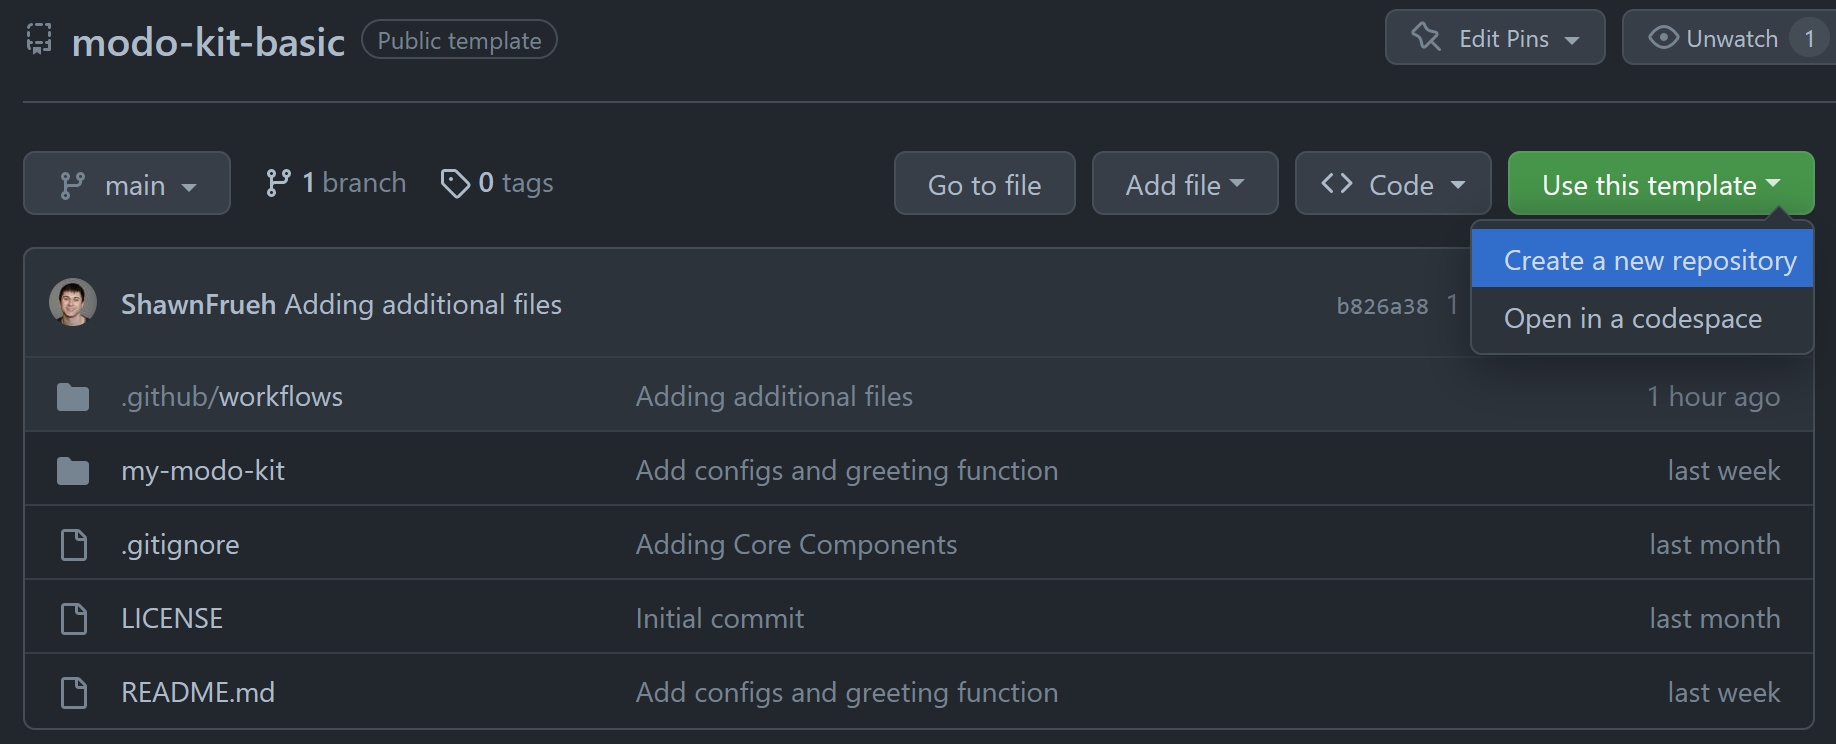 modo-kit-basic Public template Edit Pins Unwatch 1
main 1 branch 0 tags Go to file Add file Code Use this template
Create a new repository
Open in a codespace
ShawnFrueh Adding additional files b826a38 1
.github/workflows Adding additional files 1 hour ago
my-modo-kit Add configs and greeting function last week
.gitignore Adding Core Components last month
LICENSE Initial commit last month
README.md Add configs and greeting function last week